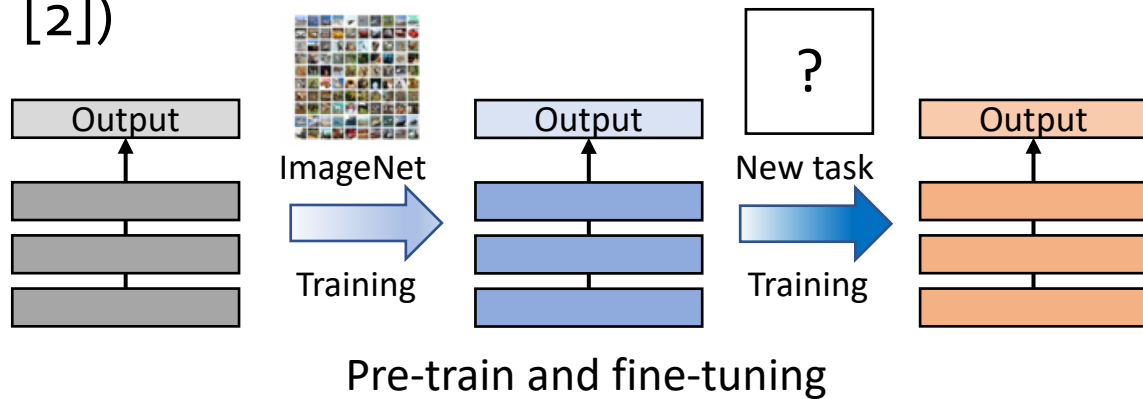 [2])
?
Output
Output
Output
ImageNet
New task
Training
Training
Pre-train and fine-tuning